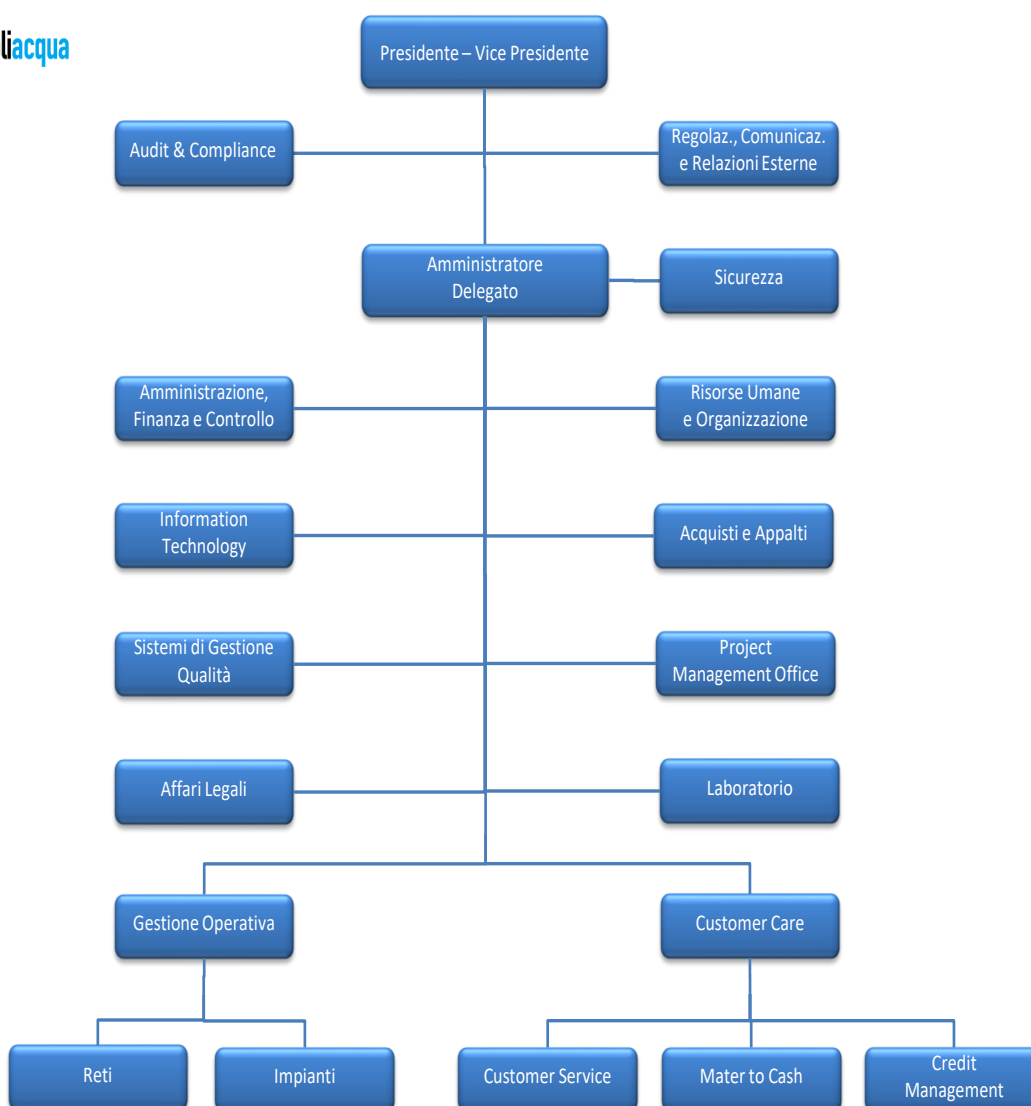 liacqua
Presidente – Vice Presidente
Audit & Compliance
Regolaz., Comunicaz.
e Relazioni Esterne
Amministratore
Delegato
Sicurezza
Amministrazione,
Finanza e Controllo
Risorse Umane
e Organizzazione
Information
Technology
Acquisti e Appalti
Sistemi di Gestione
Qualità
Project
Management Office
Affari Legali
Laboratorio
Gestione Operativa
Customer Care
Reti
Impianti
Customer Service
Mater to Cash
Credit
Management